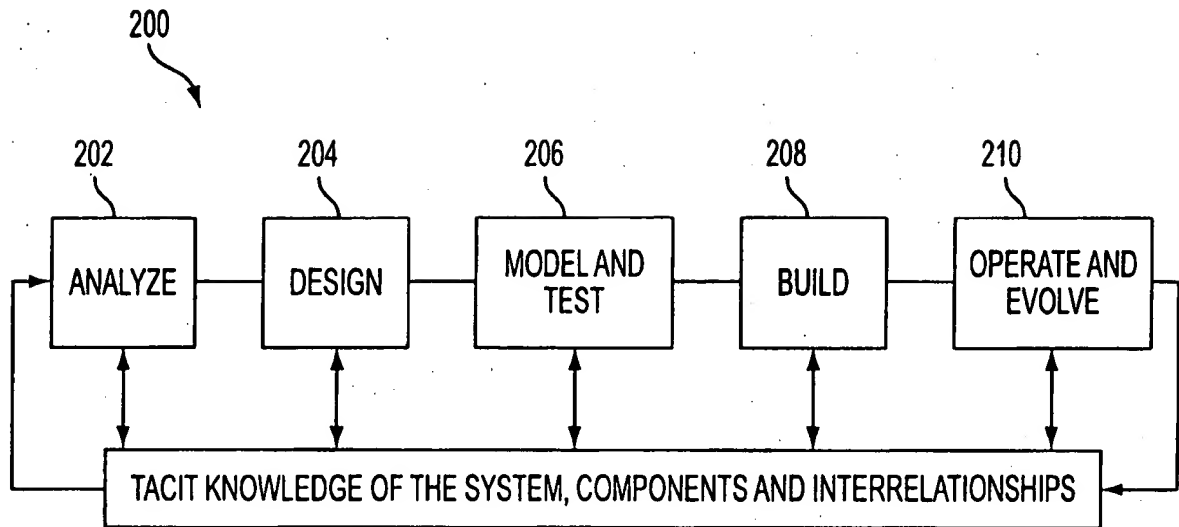 200
202
204
206
208
210
ANALYZE
DESIGN
MODEL AND
TEST
BUILD
OPERATE AND
EVOLVE
TACIT KNOWLEDGE OF THE SYSTEM, COMPONENTS AND INTERRELATIONSHIPS